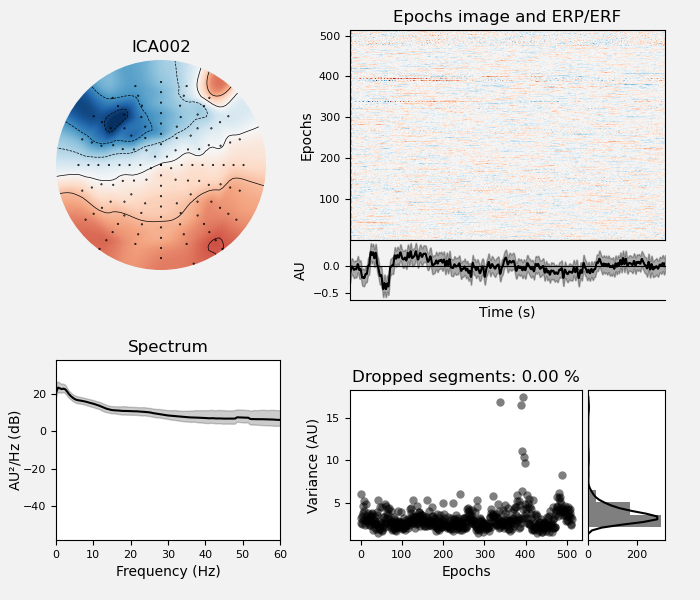 ICA002
Epochs image and ERP/ERF
500
400
300
200
100
Epochs
0.0
−0.5
AU
Time (s)
Spectrum
20
0
−20
−40
AU²/Hz (dB)
0 10 20 30 40 50 60
Frequency (Hz)
Dropped segments: 0.00 %
15
10
5
Variance (AU)
0 100 200 300 400 500
Epochs
0 200